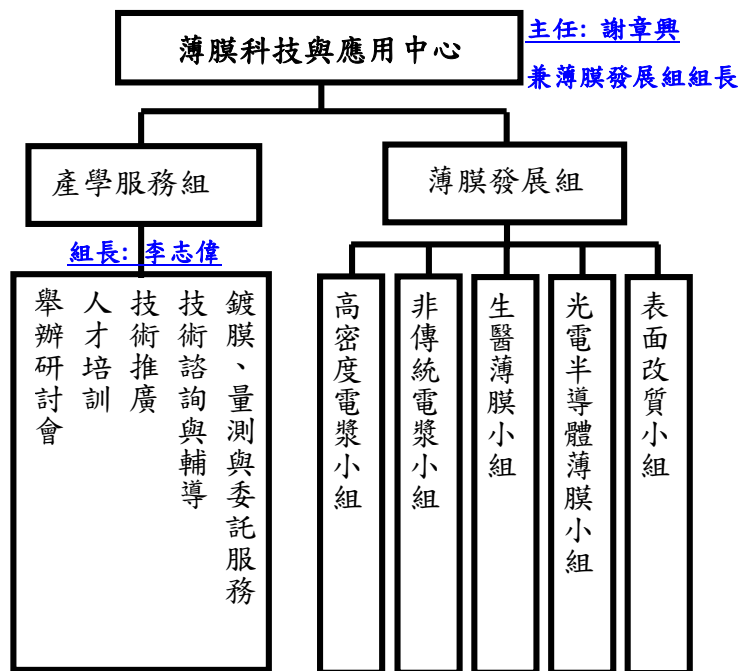 薄膜科技與應用中心
主任: 謝章興
兼薄膜發展組組長
產學服務組
薄膜發展組
組長: 李志偉
鍍膜、量測與委託服務
技術諮詢與輔導
技術推廣
人才培訓
舉辦研討會
高密度電漿小組
非傳統電漿小組
生醫薄膜小組
光電半導體薄膜小組
表面改質小組